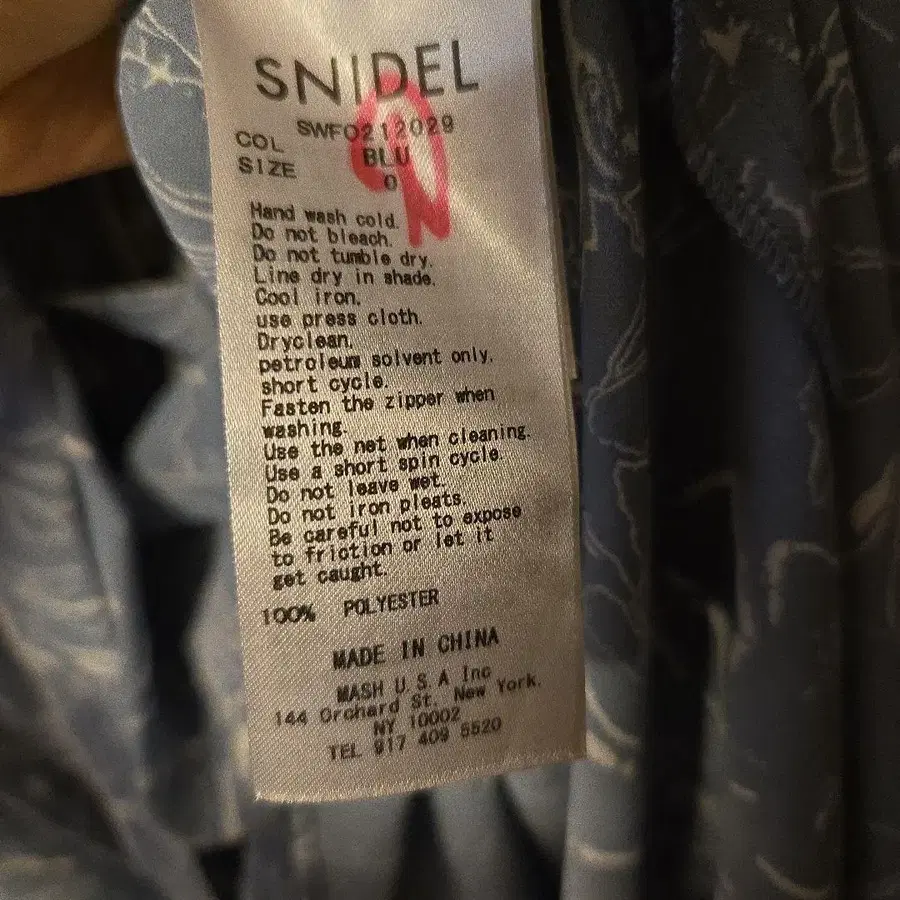 SNIDEL
SWFO212029
COL BLU
SIZE 0
N
Hand wash cold.
Do not bleach.
Do not tumble dry.
Line dry in shade.
Cool iron.
use press cloth.
Dryclean.
petroleum solvent only.
short cycle.
Fasten the zipper when
washing.
Use the net when cleaning.
Use a short spin cycle.
Do not leave wet.
Do not iron pleats.
Be careful not to expose
to friction or let it
get caught.
100% POLYESTER
MADE IN CHINA
MASH U.S.A Inc
144 Orchard St. New York.
NY 10002
TEL 917 409 5520